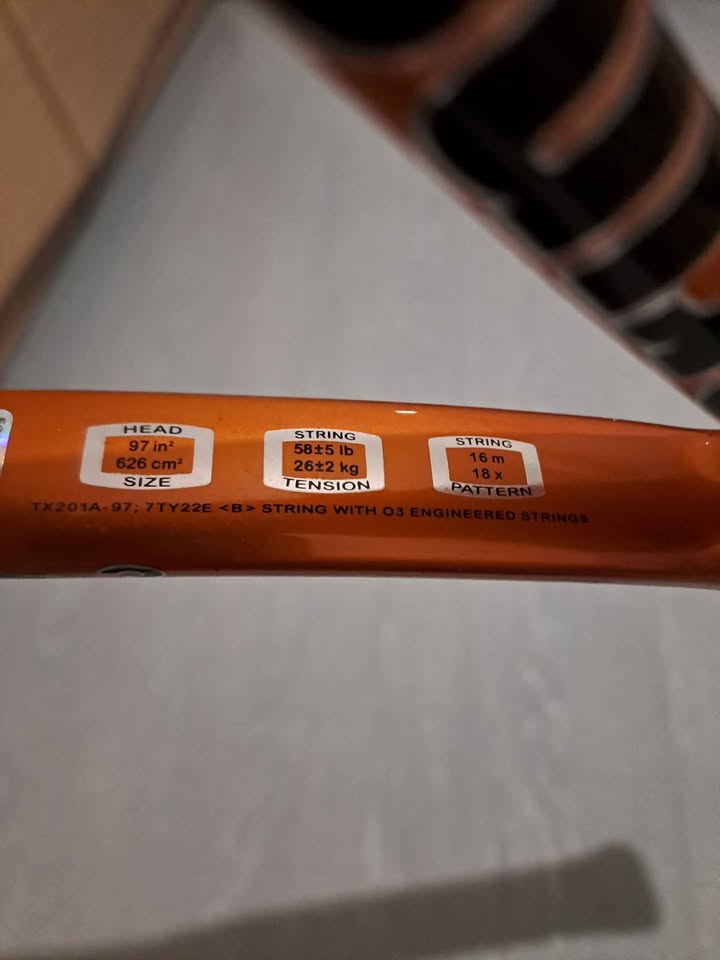 HEAD
97 in²
626 cm²
SIZE
STRING
58±5 lb
26±2 kg
TENSION
STRING
16 m
18 x
PATTERN
TX201A-97; 7TY22E <B> STRING WITH O3 ENGINEERED STRINGS